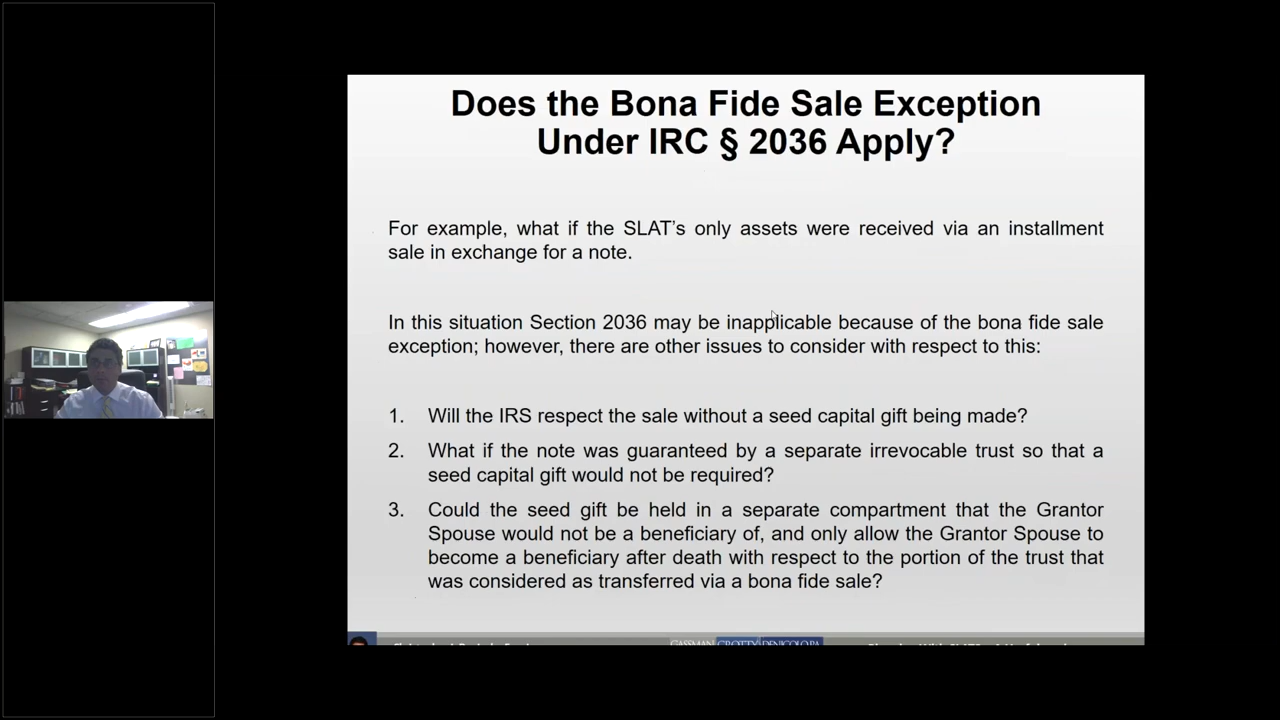 Does the Bona Fide Sale Exception
Under IRC § 2036 Apply?
For example, what if the SLAT's only assets were received via an installment
sale in exchange for a note.
In this situation Section 2036 may be inapplicable because of the bona fide sale
exception; however, there are other issues to consider with respect to this:
1. Will the IRS respect the sale without a seed capital gift being made?
2. What if the note was guaranteed by a separate irrevocable trust so that a
seed capital gift would not be required?
3. Could the seed gift be held in a separate compartment that the Grantor
Spouse would not be a beneficiary of, and only allow the Grantor Spouse to
become a beneficiary after death with respect to the portion of the trust that
was considered as transferred via a bona fide sale?
GASSMAN CROTTY DENICOLO PA